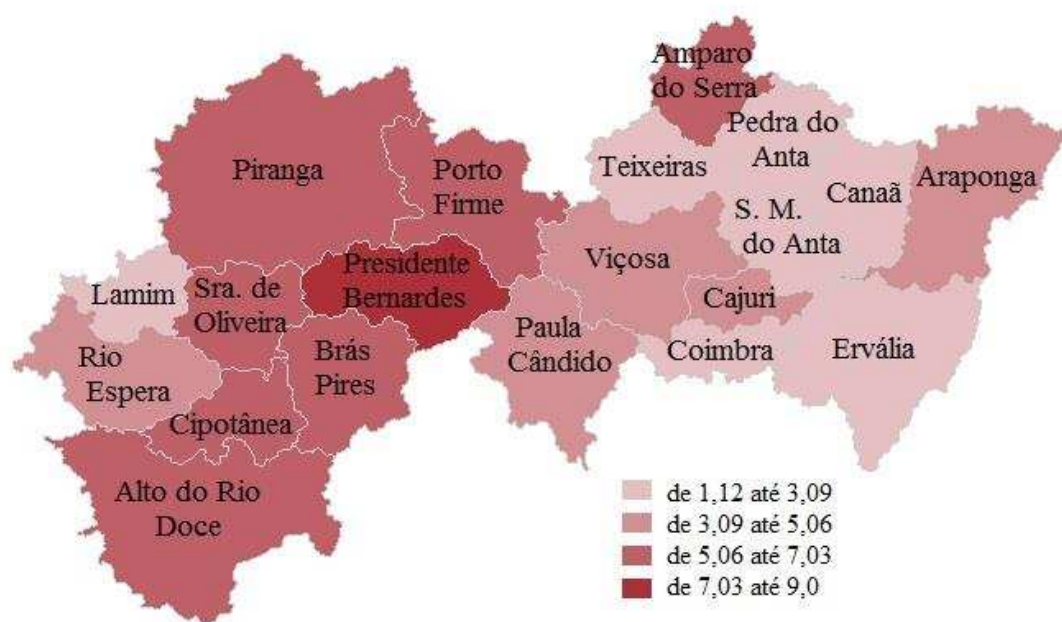 Amparo
do Serra
Pedra do
Anta
Teixeiras
Canaã
Araponga
Piranga
Porto
Firme
S. M.
do Anta
Viçosa
Presidente
Bernardes
Lamim
Sra. de
Oliveira
Cajuri
Paula
Cândido
Coimbra
Ervália
Rio
Espera
Brás
Pires
Cipotânea
Alto do Rio
Doce
de 1,12 até 3,09
de 3,09 até 5,06
de 5,06 até 7,03
de 7,03 até 9,0